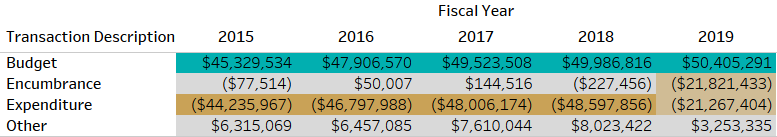 Fiscal Year
Transaction Description 2015 2016 2017 2018 2019
Budget $45,329,534 $47,906,570 $49,523,508 $49,986,816 $50,405,291
Encumbrance ($77,514) $50,007 $144,516 ($227,456) ($21,821,433)
Expenditure ($44,235,967) ($46,797,988) ($48,006,174) ($48,597,856) ($21,267,404)
Other $6,315,069 $6,457,085 $7,610,044 $8,023,422 $3,253,335